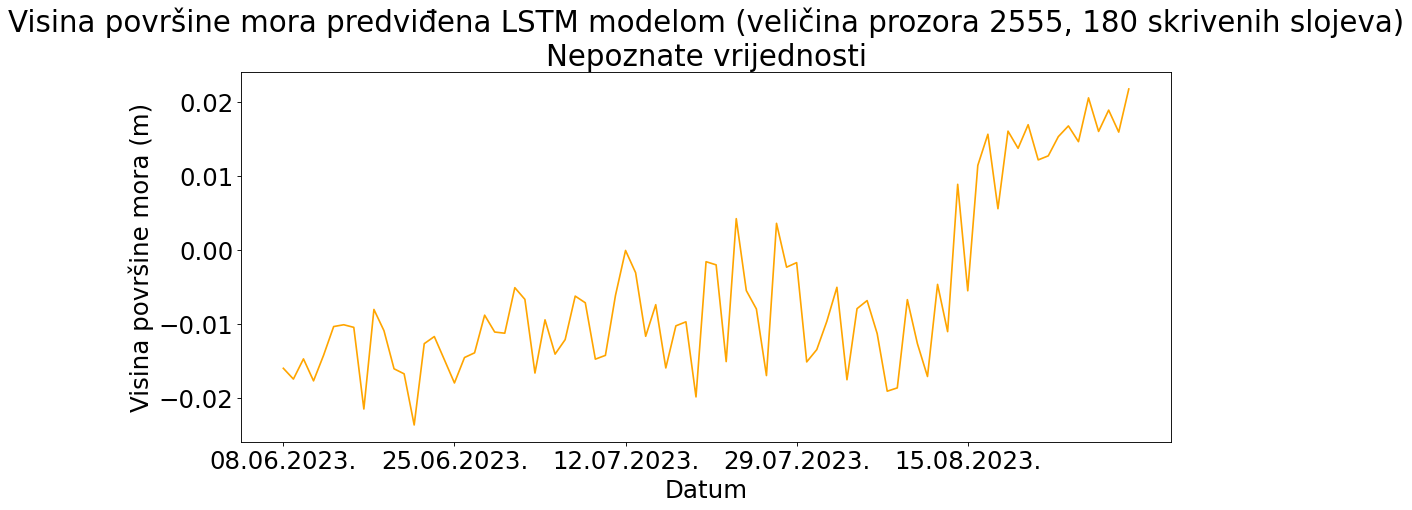 Visina površine mora predviđena LSTM modelom (veličina prozora 2555, 180 skrivenih slojeva)
Nepoznate vrijednosti
Visina površine mora (m)
0.02
0.01
0.00
−0.01
−0.02
08.06.2023. 25.06.2023. 12.07.2023. 29.07.2023. 15.08.2023.
Datum